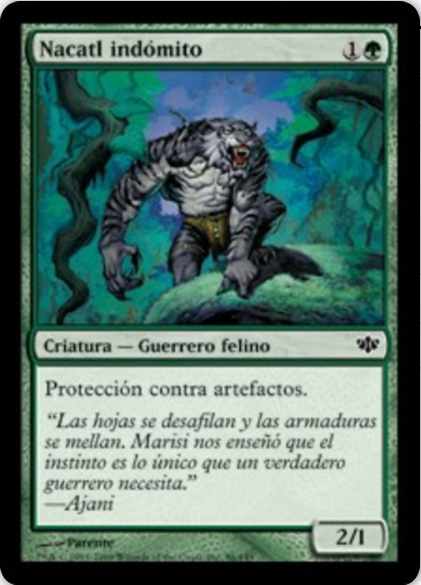 Nacatl indómito
1
Criatura — Guerrero felino
Protección contra artefactos.
“Las hojas se desafilan y las armaduras
se mellan. Marisi nos enseñó que el
instinto es lo único que un verdadero
guerrero necesita.”
—Ajani
2/1
Parente